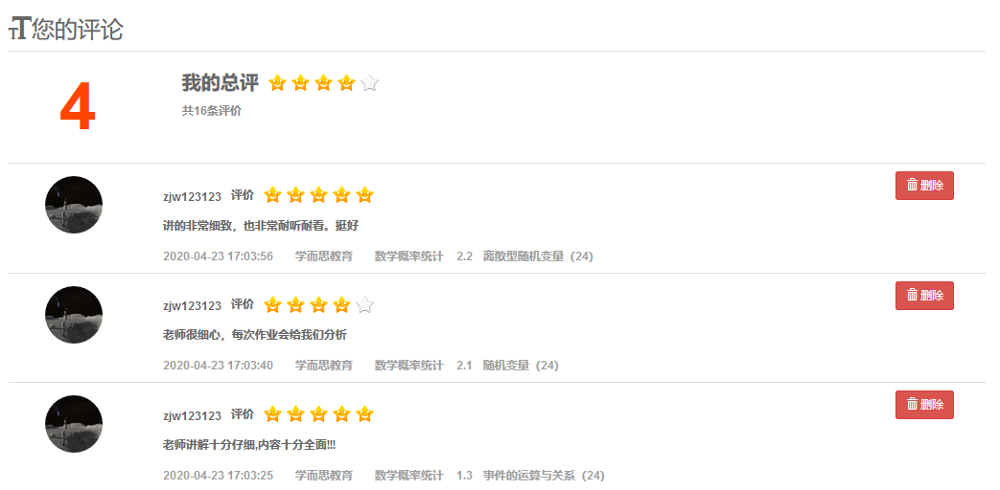 您的评论
4
我的总评
共16条评价
zjw123123 评价
删除
讲的非常细致，也非常耐听耐看。挺好
2020-04-23 17:03:56 学而思教育 数学概率统计 2.2 离散型随机变量（24）
zjw123123 评价
删除
老师很细心，每次作业会给我们分析
2020-04-23 17:03:40 学而思教育 数学概率统计 2.1 随机变量（24）
zjw123123 评价
删除
老师讲解十分仔细,内容十分全面!!!
2020-04-23 17:03:25 学而思教育 数学概率统计 1.3 事件的运算与关系（24）